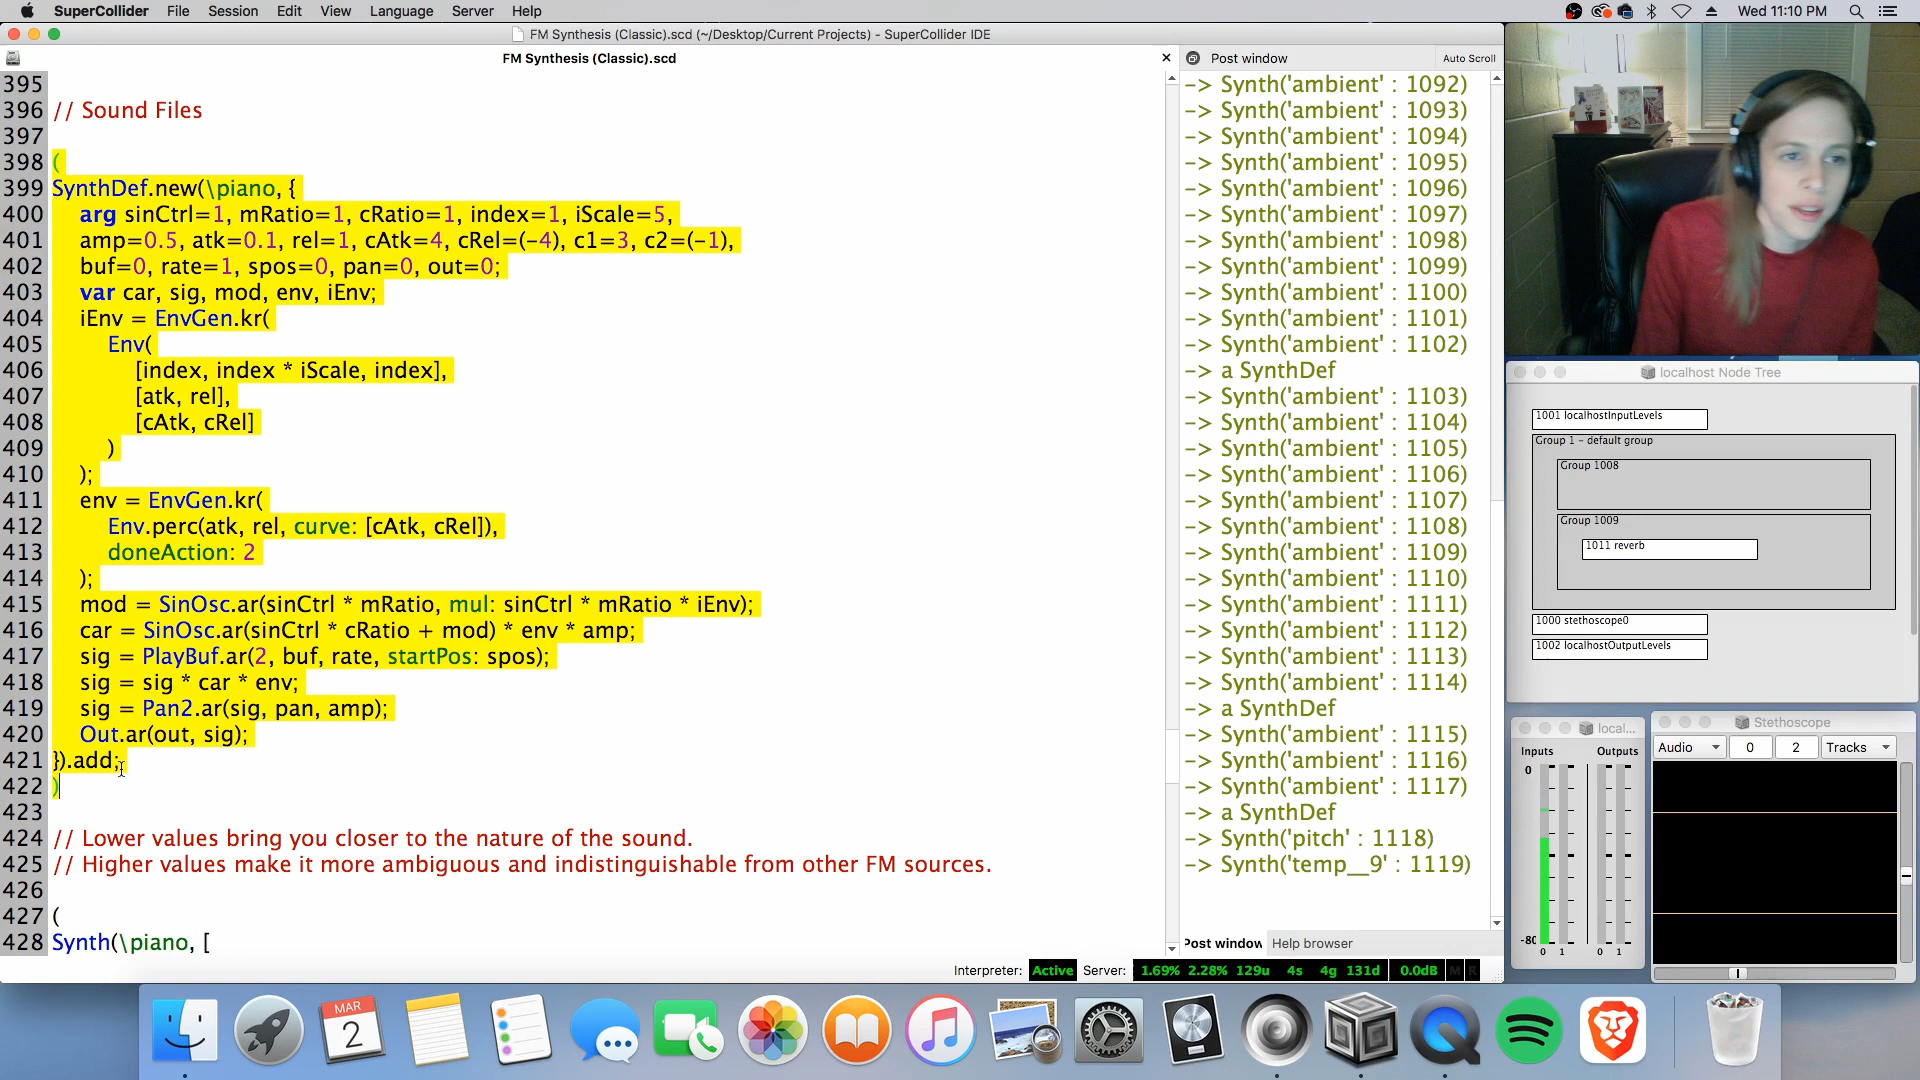 SuperCollider File Session Edit View Language Server Help
Wed 11:10 PM
FM Synthesis (Classic).scd (~/Desktop/Current Projects) - SuperCollider IDE
FM Synthesis (Classic).scd
395
396 // Sound Files
397
398 (
399 SynthDef.new(\piano, {
400 arg sinCtrl=1, mRatio=1, cRatio=1, index=1, iScale=5,
401 amp=0.5, atk=0.1, rel=1, cAtk=4, cRel=(-4), c1=3, c2=(-1),
402 buf=0, rate=1, spos=0, pan=0, out=0;
403 var car, sig, mod, env, iEnv;
404 iEnv = EnvGen.kr(
405 Env(
406 [index, index * iScale, index],
407 [atk, rel],
408 [cAtk, cRel]
409 )
410 );
411 env = EnvGen.kr(
412 Env.perc(atk, rel, curve: [cAtk, cRel]),
413 doneAction: 2
414 );
415 mod = SinOsc.ar(sinCtrl * mRatio, mul: sinCtrl * mRatio * iEnv);
416 car = SinOsc.ar(sinCtrl * cRatio + mod) * env * amp;
417 sig = PlayBuf.ar(2, buf, rate, startPos: spos);
418 sig = sig * car * env;
419 sig = Pan2.ar(sig, pan, amp);
420 Out.ar(out, sig);
421 }).add;
422 )
423
424 // Lower values bring you closer to the nature of the sound.
425 // Higher values make it more ambiguous and indistinguishable from other FM sources.
426
427 (
428 Synth(\piano, [
Post window
Auto Scroll
-> Synth('ambient' : 1092)
-> Synth('ambient' : 1093)
-> Synth('ambient' : 1094)
-> Synth('ambient' : 1095)
-> Synth('ambient' : 1096)
-> Synth('ambient' : 1097)
-> Synth('ambient' : 1098)
-> Synth('ambient' : 1099)
-> Synth('ambient' : 1100)
-> Synth('ambient' : 1101)
-> Synth('ambient' : 1102)
-> a SynthDef
-> Synth('ambient' : 1103)
-> Synth('ambient' : 1104)
-> Synth('ambient' : 1105)
-> Synth('ambient' : 1106)
-> Synth('ambient' : 1107)
-> Synth('ambient' : 1108)
-> Synth('ambient' : 1109)
-> Synth('ambient' : 1110)
-> Synth('ambient' : 1111)
-> Synth('ambient' : 1112)
-> Synth('ambient' : 1113)
-> Synth('ambient' : 1114)
-> a SynthDef
-> Synth('ambient' : 1115)
-> Synth('ambient' : 1116)
-> Synth('ambient' : 1117)
-> a SynthDef
-> Synth('pitch' : 1118)
-> Synth('temp__9' : 1119)
Post window Help browser
Interpreter: Active Server: 1.69% 2.28% 129u 4s 4g 131d 0.0dB M R
localhost Node Tree
1001 localhostInputLevels
Group 1 - default group
Group 1008
Group 1009
1011 reverb
1000 stethoscope0
1002 localhostOutputLevels
local...
Inputs Outputs
0
-80
0 1 0 1
Stethoscope
Audio 0 2 Tracks
MAR
2